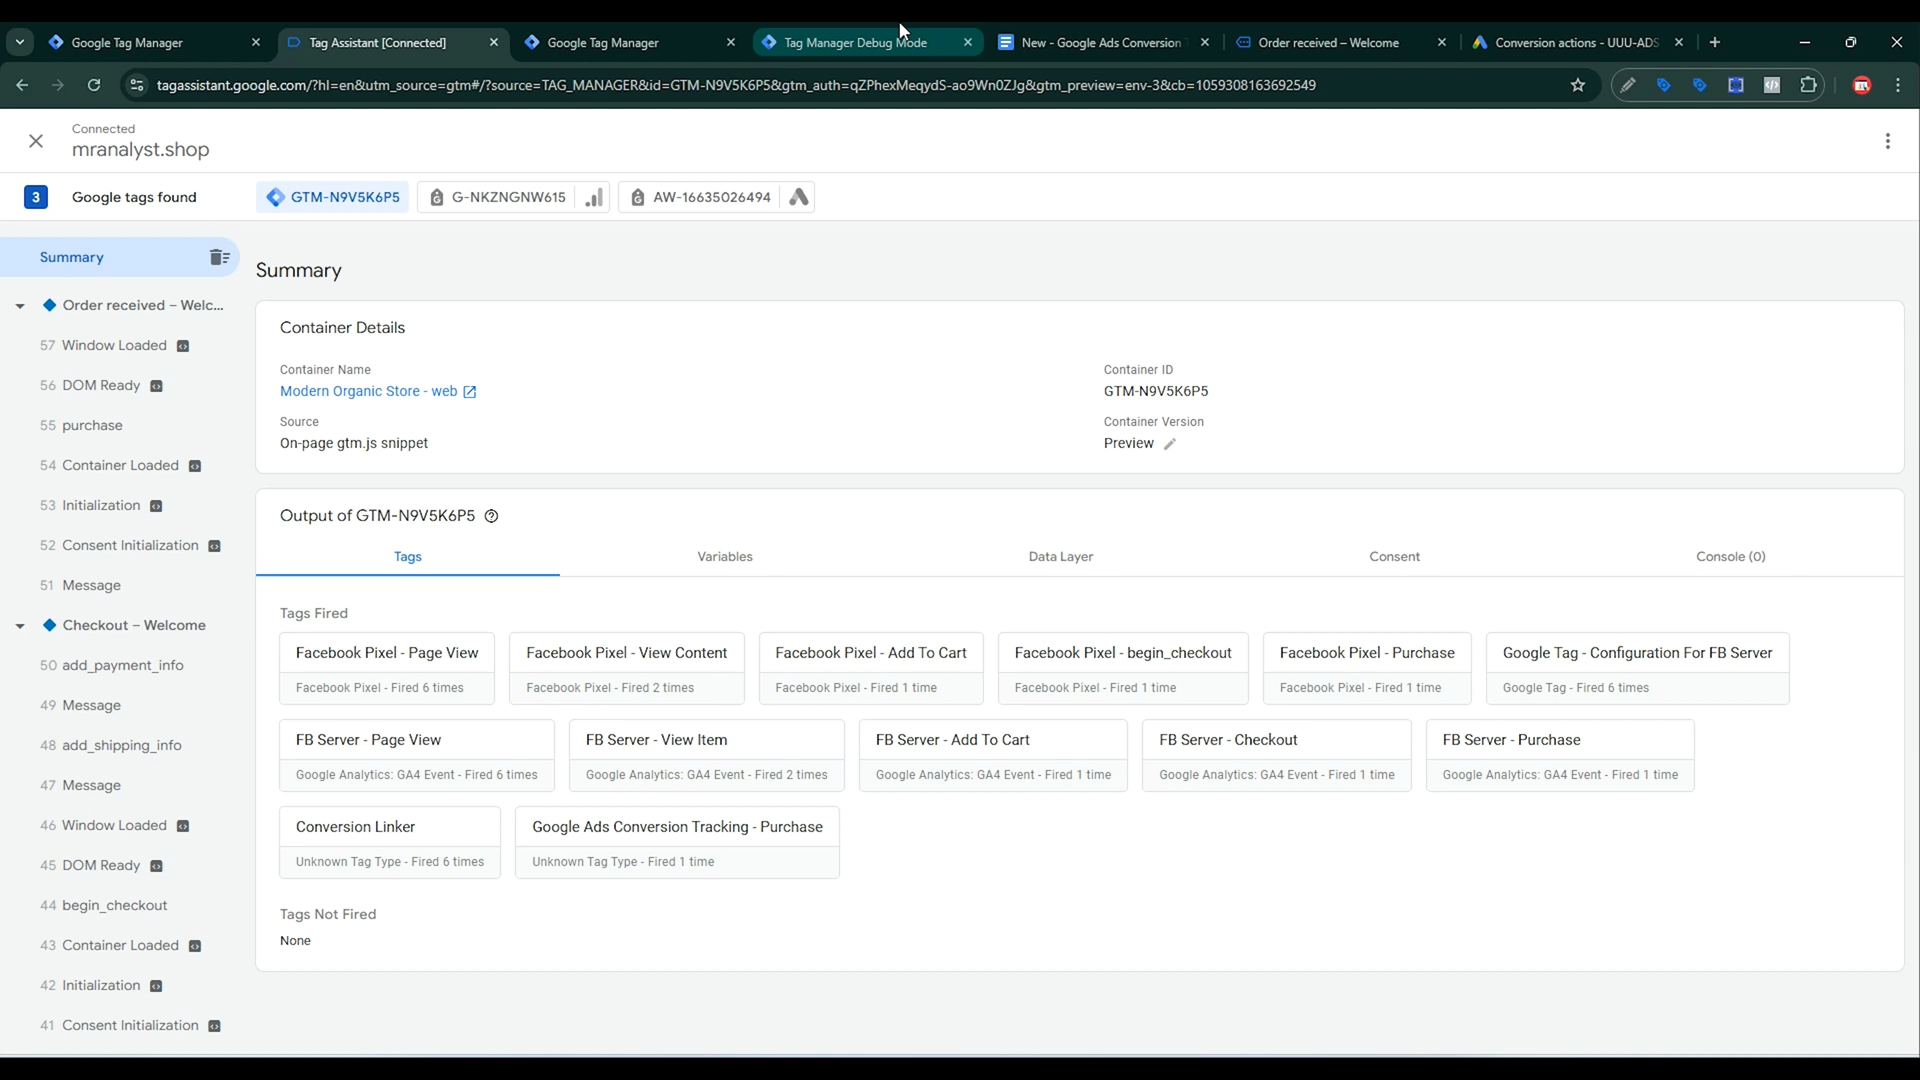 Google Tag Manager
Tag Assistant [Connected]
Google Tag Manager
Tag Manager Debug Mode
New - Google Ads Conversion
Order received – Welcome
Conversion actions - UUU-ADS
tagassistant.google.com/?hl=en&utm_source=gtm#/?source=TAG_MANAGER&id=GTM-N9V5K6P5&gtm_auth=qZPhexMeqydS-ao9Wn0ZJg&gtm_preview=env-3&cb=1059308163692549
Connected
mranalyst.shop
3 Google tags found
GTM-N9V5K6P5
G-NKZNGNW615
AW-16635026494
Summary
Order received – Welc...
57 Window Loaded
56 DOM Ready
55 purchase
54 Container Loaded
53 Initialization
52 Consent Initialization
51 Message
Checkout – Welcome
50 add_payment_info
49 Message
48 add_shipping_info
47 Message
46 Window Loaded
45 DOM Ready
44 begin_checkout
43 Container Loaded
42 Initialization
41 Consent Initialization
Summary
Container Details
Container Name
Modern Organic Store - web
Container ID
GTM-N9V5K6P5
Source
On-page gtm.js snippet
Container Version
Preview
Output of GTM-N9V5K6P5
Tags
Variables
Data Layer
Consent
Console (0)
Tags Fired
Facebook Pixel - Page View
Facebook Pixel - Fired 6 times
Facebook Pixel - View Content
Facebook Pixel - Fired 2 times
Facebook Pixel - Add To Cart
Facebook Pixel - Fired 1 time
Facebook Pixel - begin_checkout
Facebook Pixel - Fired 1 time
Facebook Pixel - Purchase
Facebook Pixel - Fired 1 time
Google Tag - Configuration For FB Server
Google Tag - Fired 6 times
FB Server - Page View
Google Analytics: GA4 Event - Fired 6 times
FB Server - View Item
Google Analytics: GA4 Event - Fired 2 times
FB Server - Add To Cart
Google Analytics: GA4 Event - Fired 1 time
FB Server - Checkout
Google Analytics: GA4 Event - Fired 1 time
FB Server - Purchase
Google Analytics: GA4 Event - Fired 1 time
Conversion Linker
Unknown Tag Type - Fired 6 times
Google Ads Conversion Tracking - Purchase
Unknown Tag Type - Fired 1 time
Tags Not Fired
None